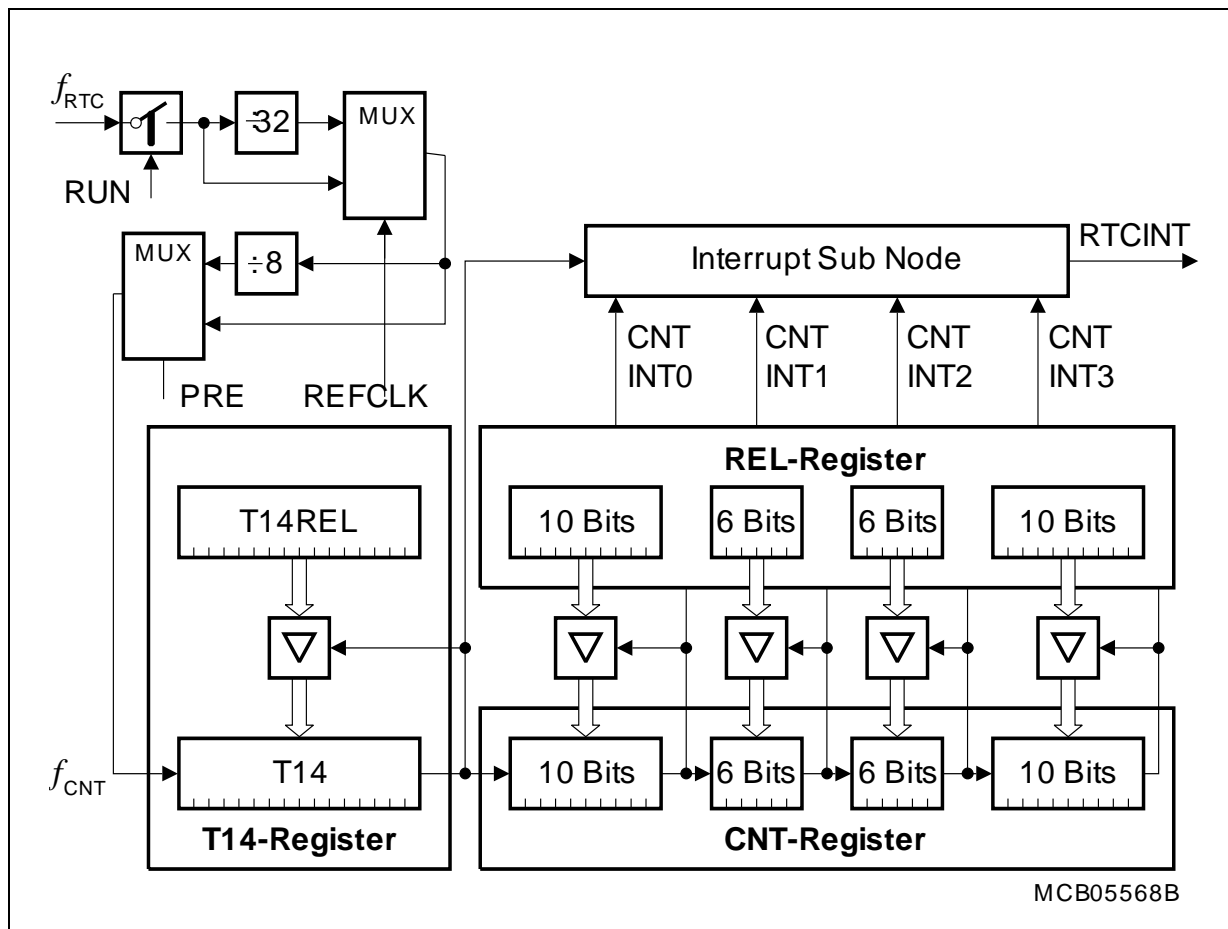 fRTC
÷32
MUX
RUN
MUX
÷8
Interrupt Sub Node
RTCINT
CNT INT0
CNT INT1
CNT INT2
CNT INT3
PRE
REFCLK
REL-Register
T14REL
10 Bits
6 Bits
6 Bits
10 Bits
fCNT
T14
10 Bits
6 Bits
6 Bits
10 Bits
T14-Register
CNT-Register
MCB05568B